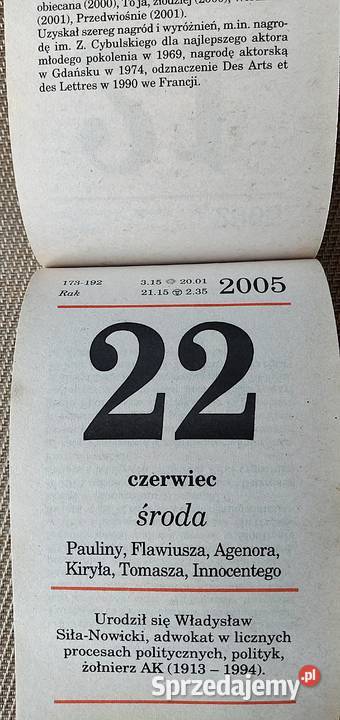 obiecana (2000), To ja, złodziej (2000),
(2001), Przedwiośnie (2001).
Uzyskał szereg nagród i wyróżnień, m.in. nagro-
dę im. Z. Cybulskiego dla najlepszego aktora
młodego pokolenia w 1969, nagrodę aktorską
w Gdańsku w 1974, odznaczenie Des Arts et
des Lettres w 1990 we Francji.
173-192 3.15 20.01 2005
Rak 21.15 2.35
22
czerwiec
środa
Pauliny, Flawiusza, Agenora,
Kiryła, Tomasza, Innocentego
Urodził się Władysław
Siła-Nowicki, adwokat w licznych
procesach politycznych, polityk,
żołnierz AK (1913 – 1994).
Sprzedajemy.pl